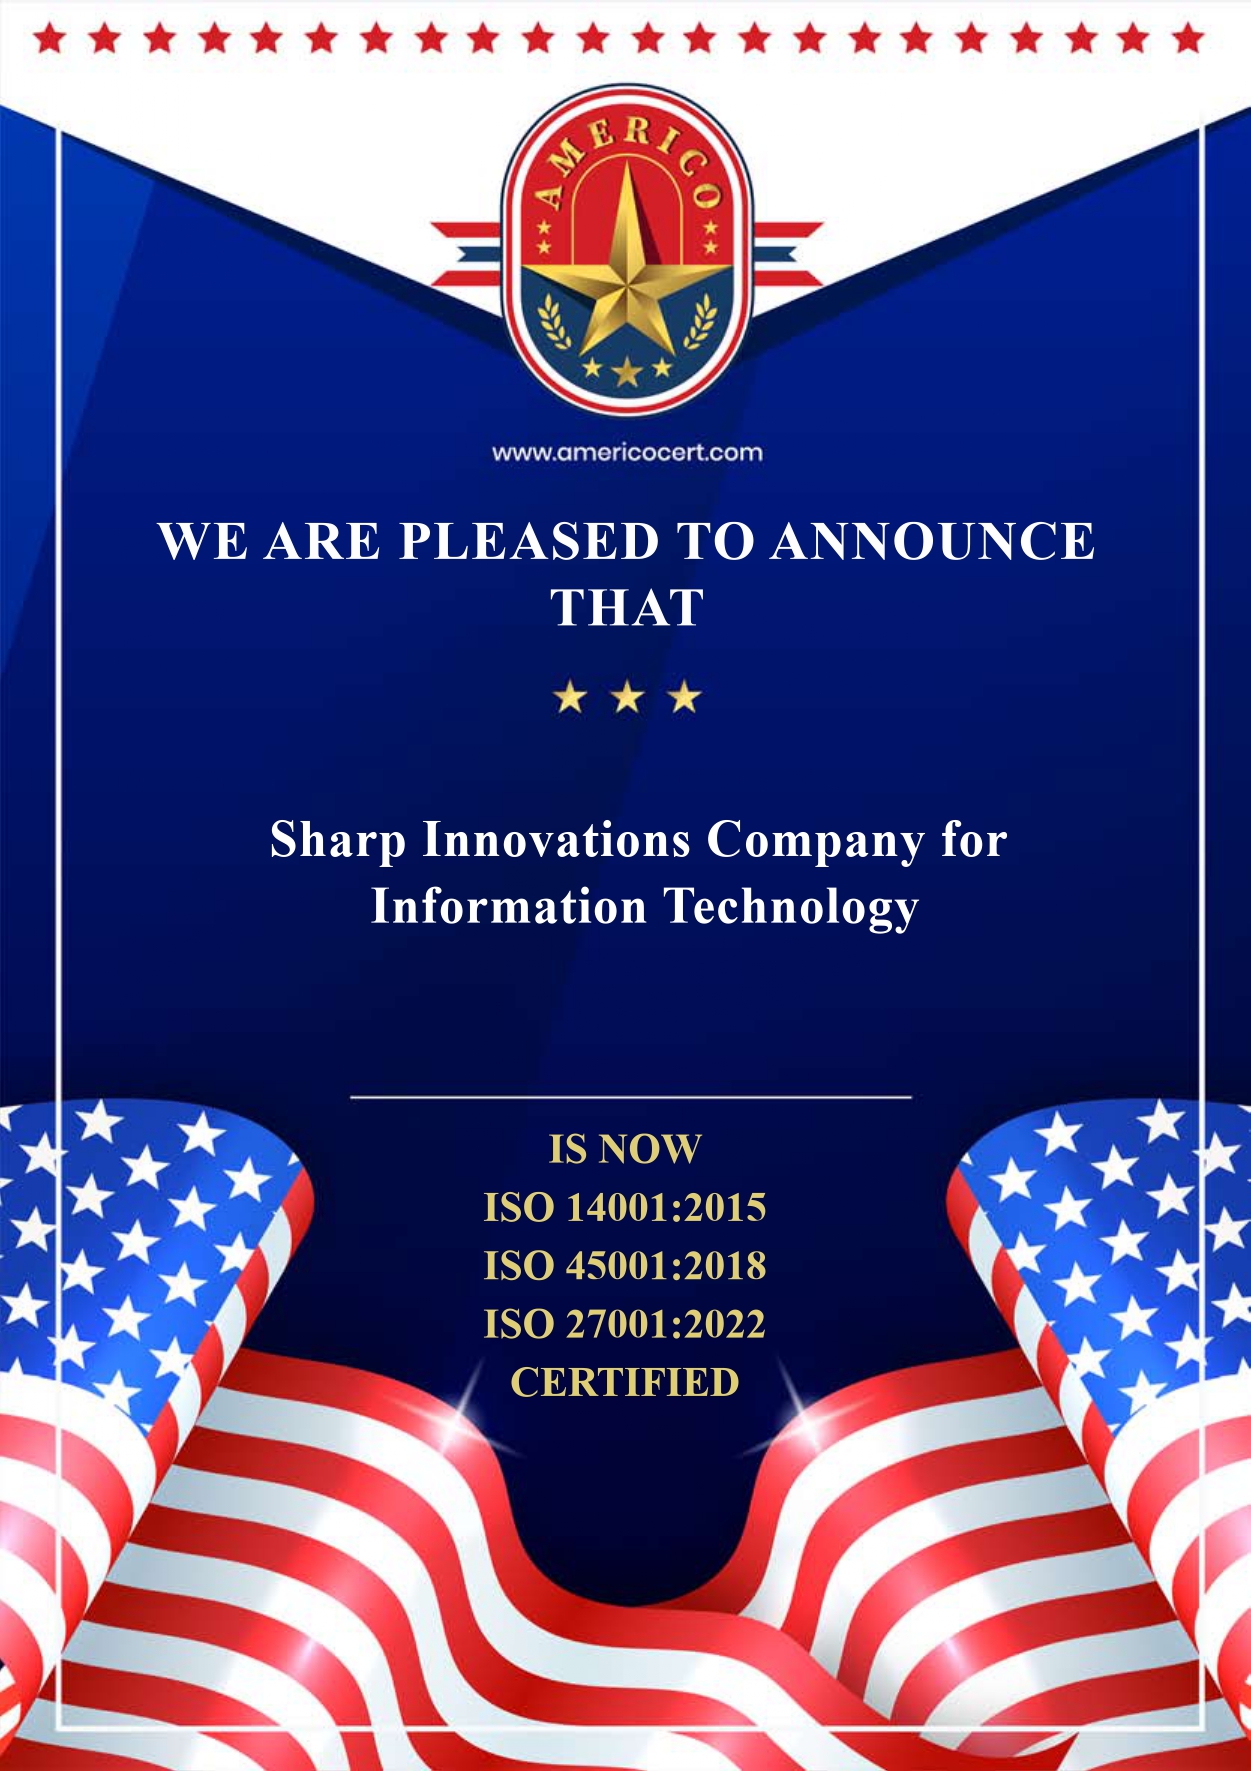 AMERICO
www.americocert.com
WE ARE PLEASED TO ANNOUNCE
THAT
Sharp Innovations Company for
Information Technology
IS NOW
ISO 14001:2015
ISO 45001:2018
ISO 27001:2022
CERTIFIED